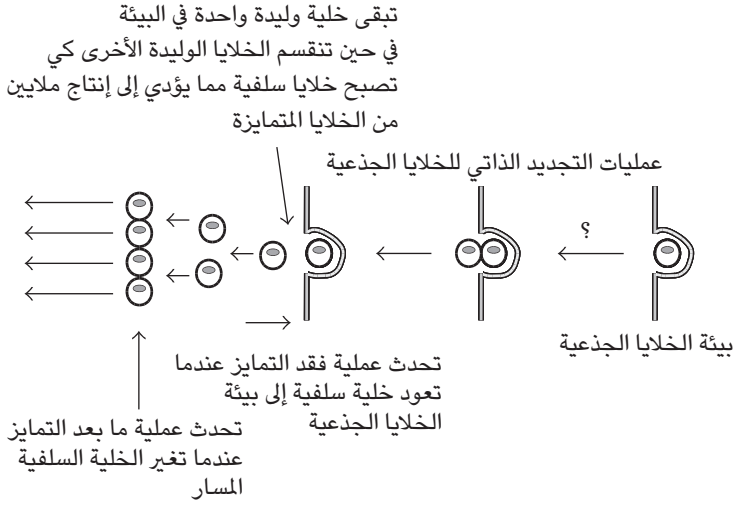 تبقى خلية وليدة واحدة في البيئة
في حين تنقسم الخلايا الوليدة الأخرى كي
تصبح خلايا سلفية مما يؤدي إلى إنتاج ملايين
من الخلايا المتمايزة
عمليات التجديد الذاتي للخلايا الجذعية
؟
بيئة الخلايا الجذعية
تحدث عملية فقد التمايز عندما
تعود خلية سلفية إلى بيئة
الخلايا الجذعية
تحدث عملية ما بعد التمايز
عندما تغير الخلية السلفية
المسار